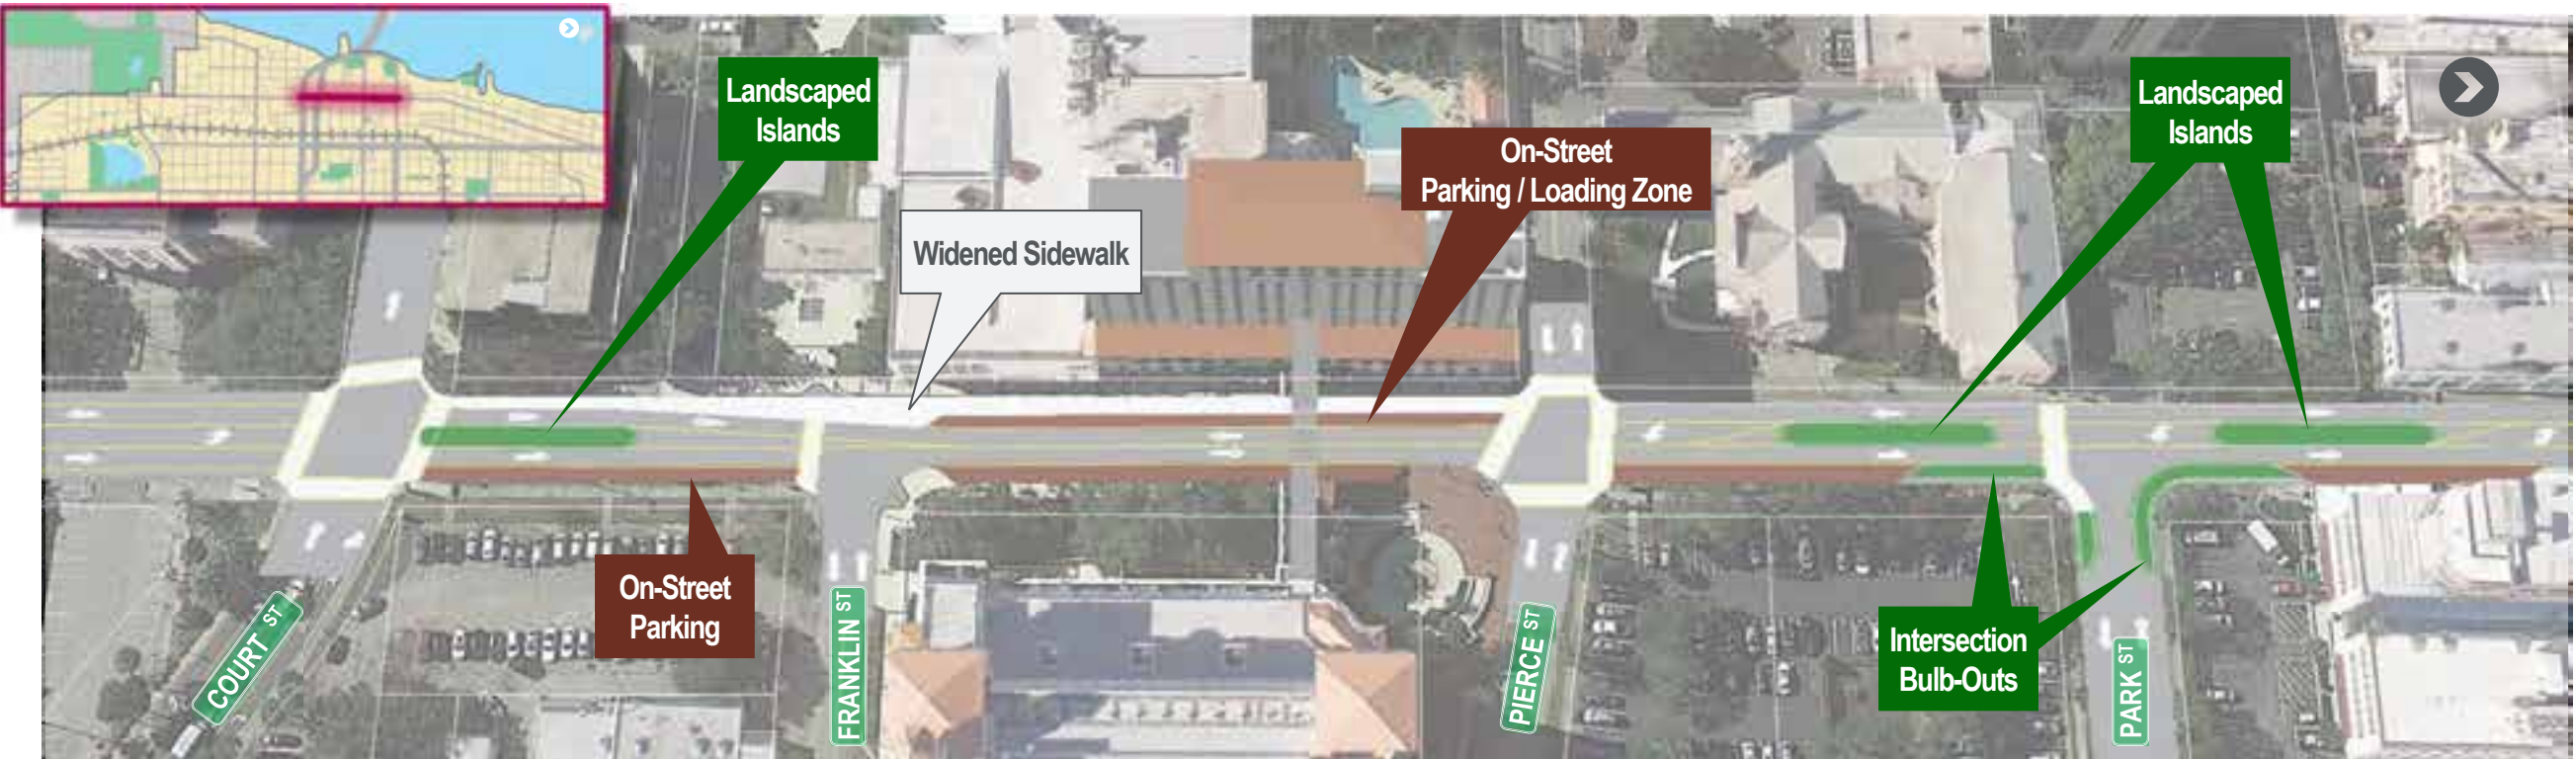 Landscaped
Islands
Widened Sidewalk
On-Street
Parking / Loading Zone
Landscaped
Islands
On-Street
Parking
Intersection
Bulb-Outs
COURT ST
FRANKLIN ST
PIERCE ST
PARK ST